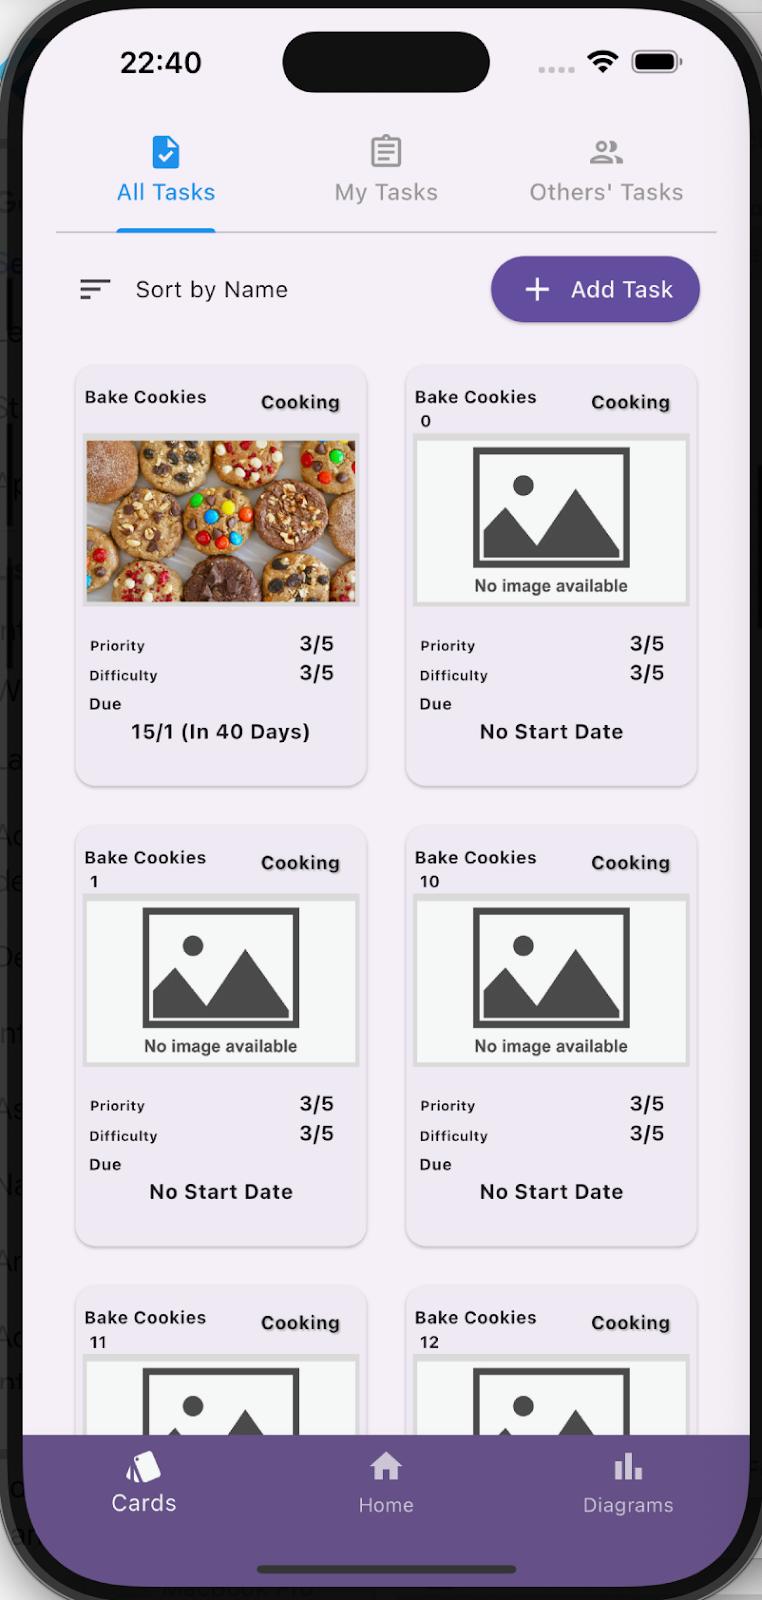 22:40
All Tasks
My Tasks
Others' Tasks
Sort by Name
+ Add Task
Bake Cookies
Cooking
Priority 3/5
Difficulty 3/5
Due
15/1 (In 40 Days)
Bake Cookies
0
Cooking
No image available
Priority 3/5
Difficulty 3/5
Due
No Start Date
Bake Cookies
1
Cooking
No image available
Priority 3/5
Difficulty 3/5
Due
No Start Date
Bake Cookies
10
Cooking
No image available
Priority 3/5
Difficulty 3/5
Due
No Start Date
Bake Cookies
11
Cooking
Bake Cookies
12
Cooking
Cards
Home
Diagrams